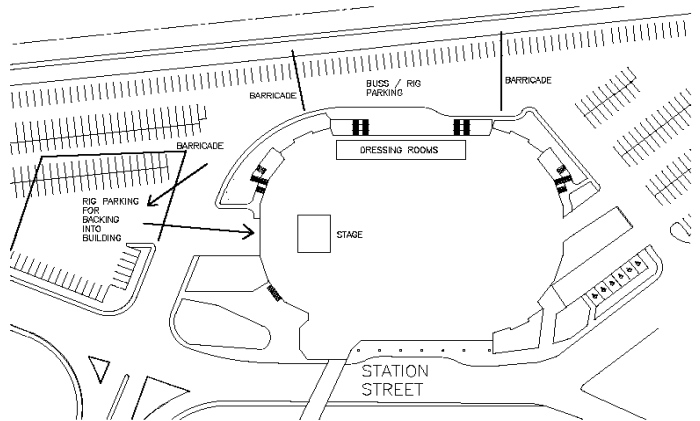 BARRICADE
BUSS / RIG
PARKING
BARRICADE
BARRICADE
DRESSING ROOMS
RIG PARKING
FOR
BACKING
INTO
BUILDING
STAGE
STATION
STREET